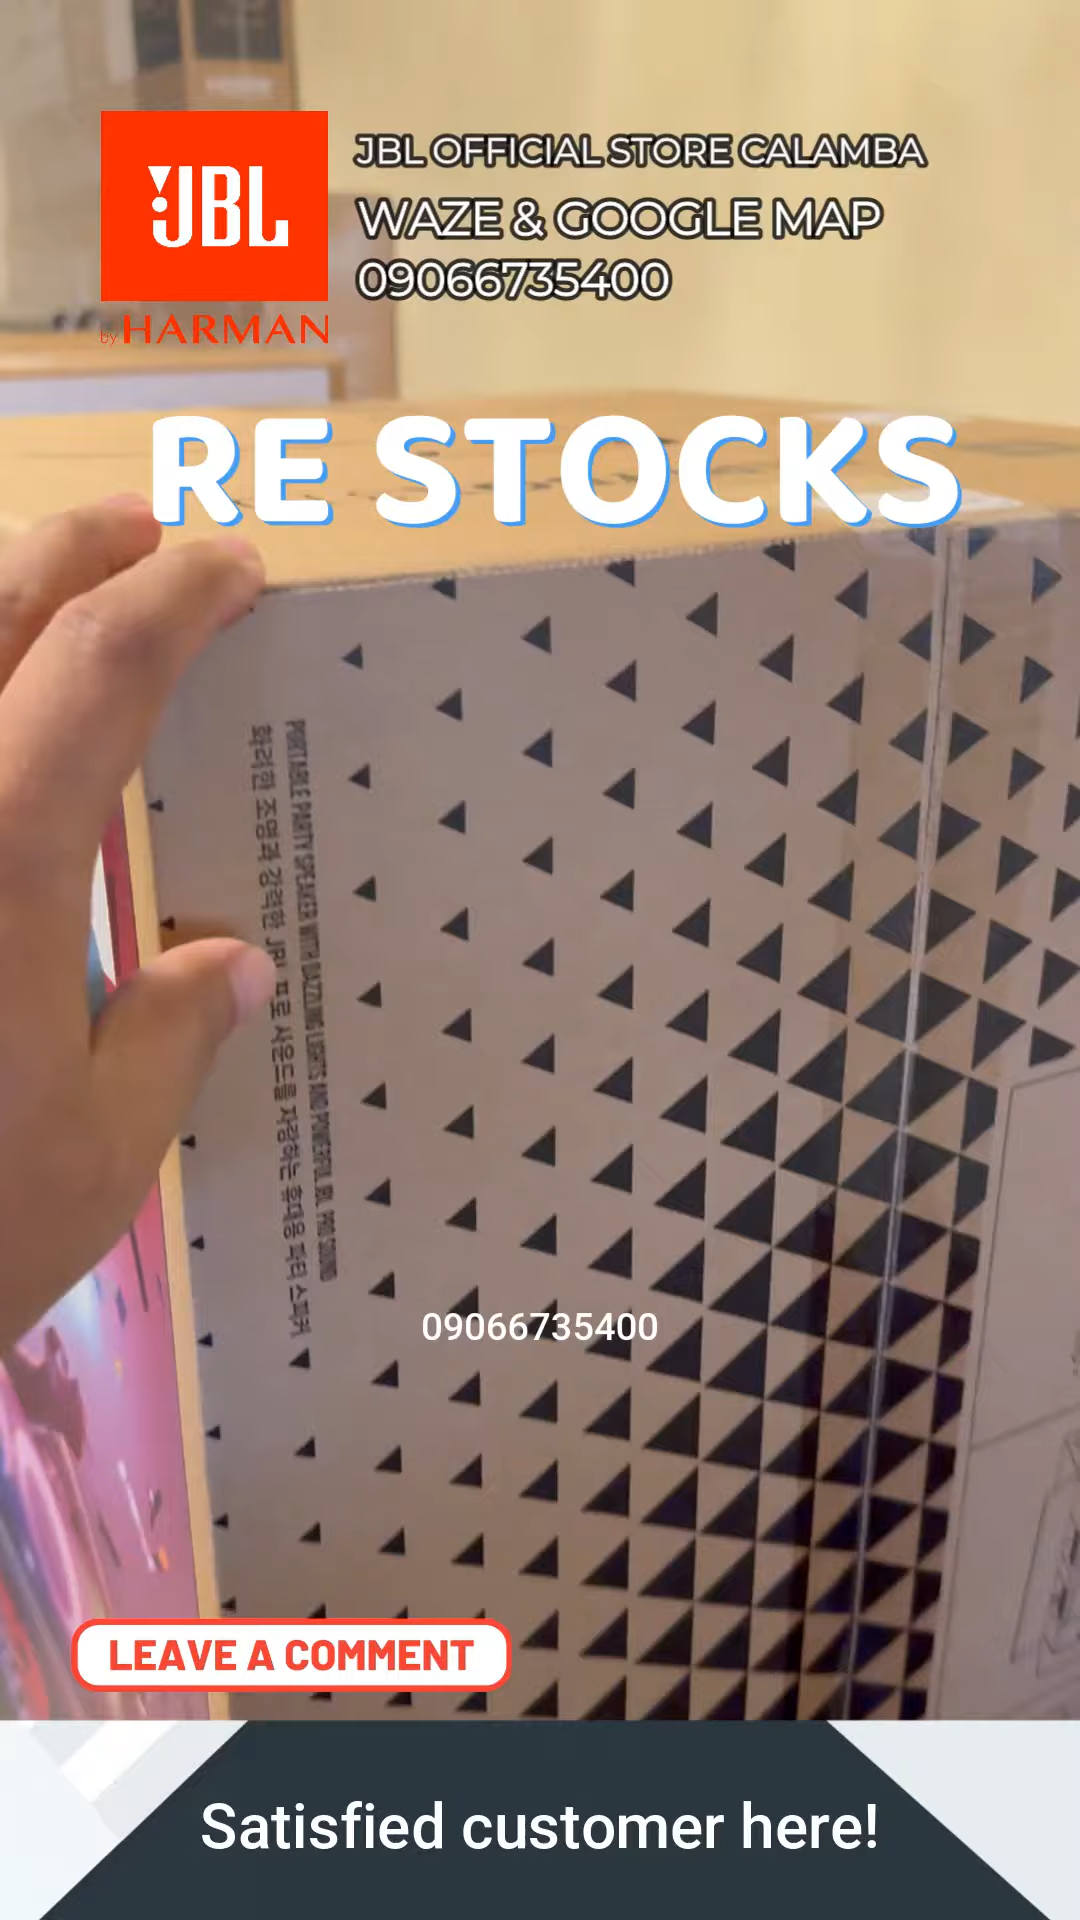 JBL
by HARMAN
JBL OFFICIAL STORE CALAMBA
WAZE & GOOGLE MAP
09066735400
RE STOCKS
PORTABLE PARTY SPEAKER WITH DAZZLING LIGHTS AND POWERFUL JBL PRO SOUND
화려한 조명과 강력한 JBL 프로 사운드를 자랑하는 휴대용 파티 스피커
09066735400
LEAVE A COMMENT
Satisfied customer here!